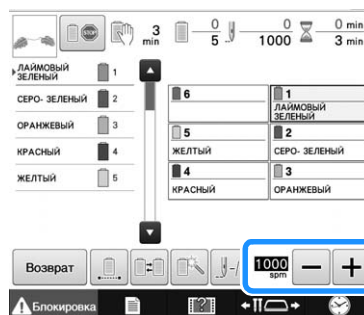 3 min
0 5
0 1000
0 min 3 min
ЛАЙМОВЫЙ ЗЕЛЕНЫЙ 1
СЕРО- ЗЕЛЕНЫЙ 2
ОРАНЖЕВЫЙ 3
КРАСНЫЙ 4
ЖЕЛТЫЙ 5
6
1
ЛАЙМОВЫЙ
ЗЕЛЕНЫЙ
5
ЖЕЛТЫЙ
2
СЕРО- ЗЕЛЕНЫЙ
4
КРАСНЫЙ
3
ОРАНЖЕВЫЙ
Возврат
1000
spm
− +
Блокировка